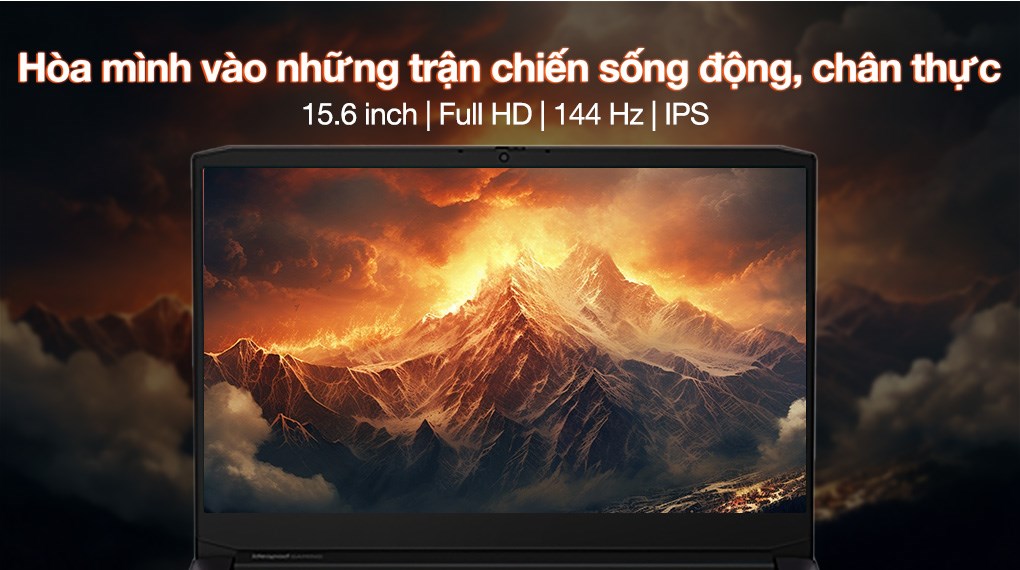 Hòa mình vào những trận chiến sống động, chân thực
15.6 inch | Full HD | 144 Hz | IPS